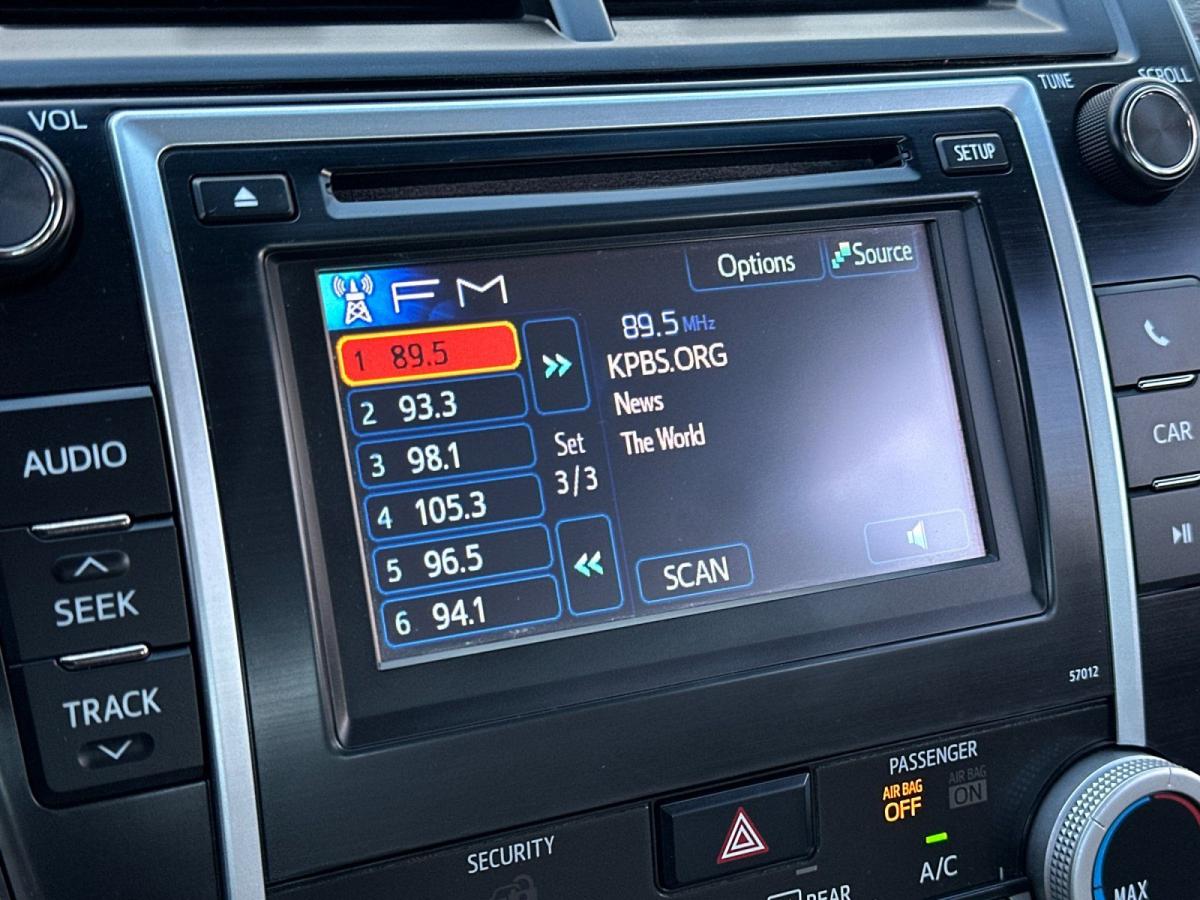 VOL
TUNE
SCROLL
SETUP
FM
Options
Source
1 89.5
89.5 MHz
KPBS.ORG
2 93.3
News
3 98.1
Set
The World
4 105.3
3/3
5 96.5
6 94.1
SCAN
AUDIO
SEEK
TRACK
CAR
57012
PASSENGER
AIR BAG
OFF
AIR BAG
ON
SECURITY
A/C
REAR
MAX